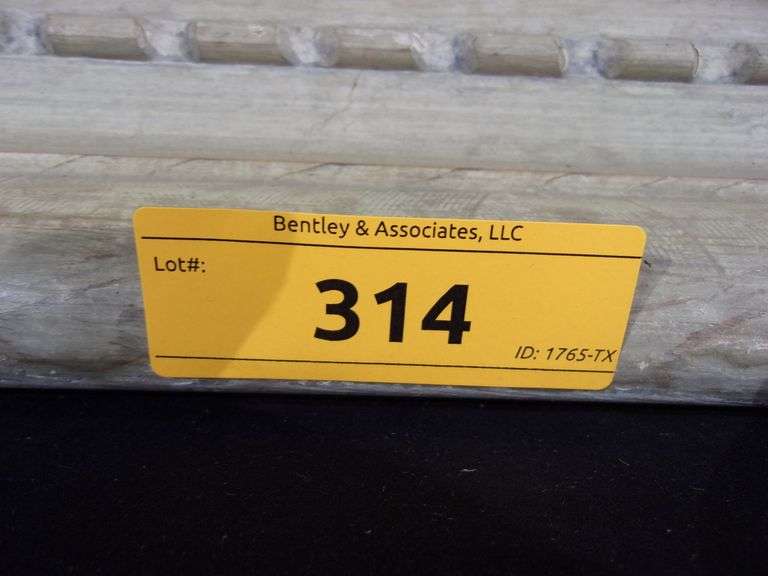 Bentley & Associates, LLC
Lot#:
314
ID: 1765-TX